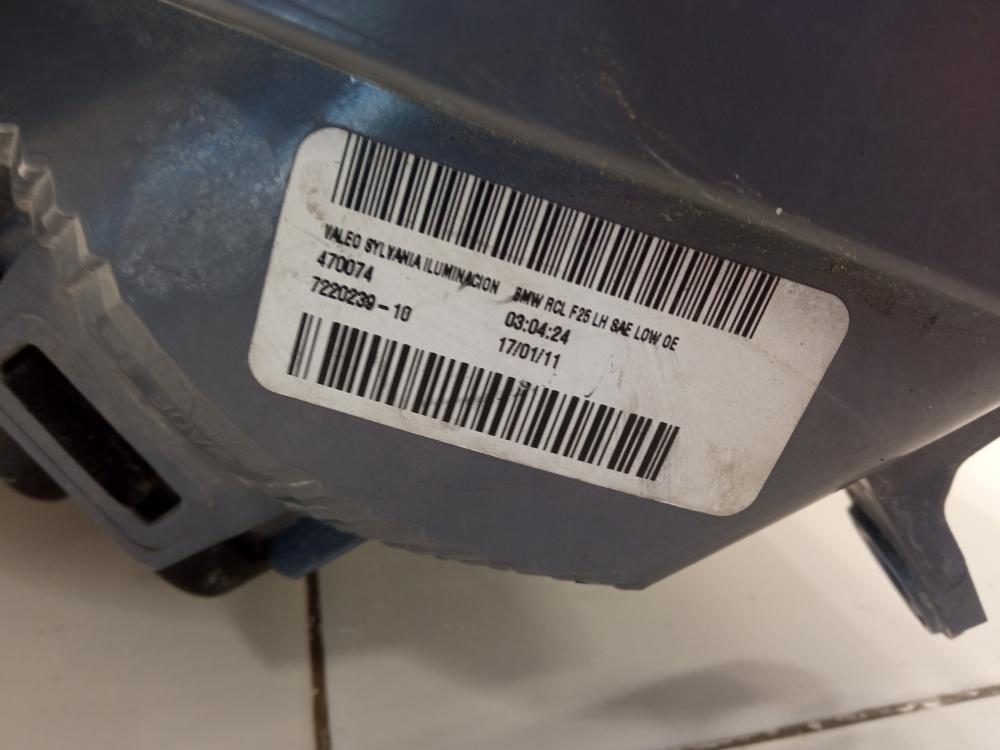 VALEO SYLVANIA ILUMINACION BMW RCL F25 LH SAE LOW OE
470074 03:04:24
7220239-10 17/01/11